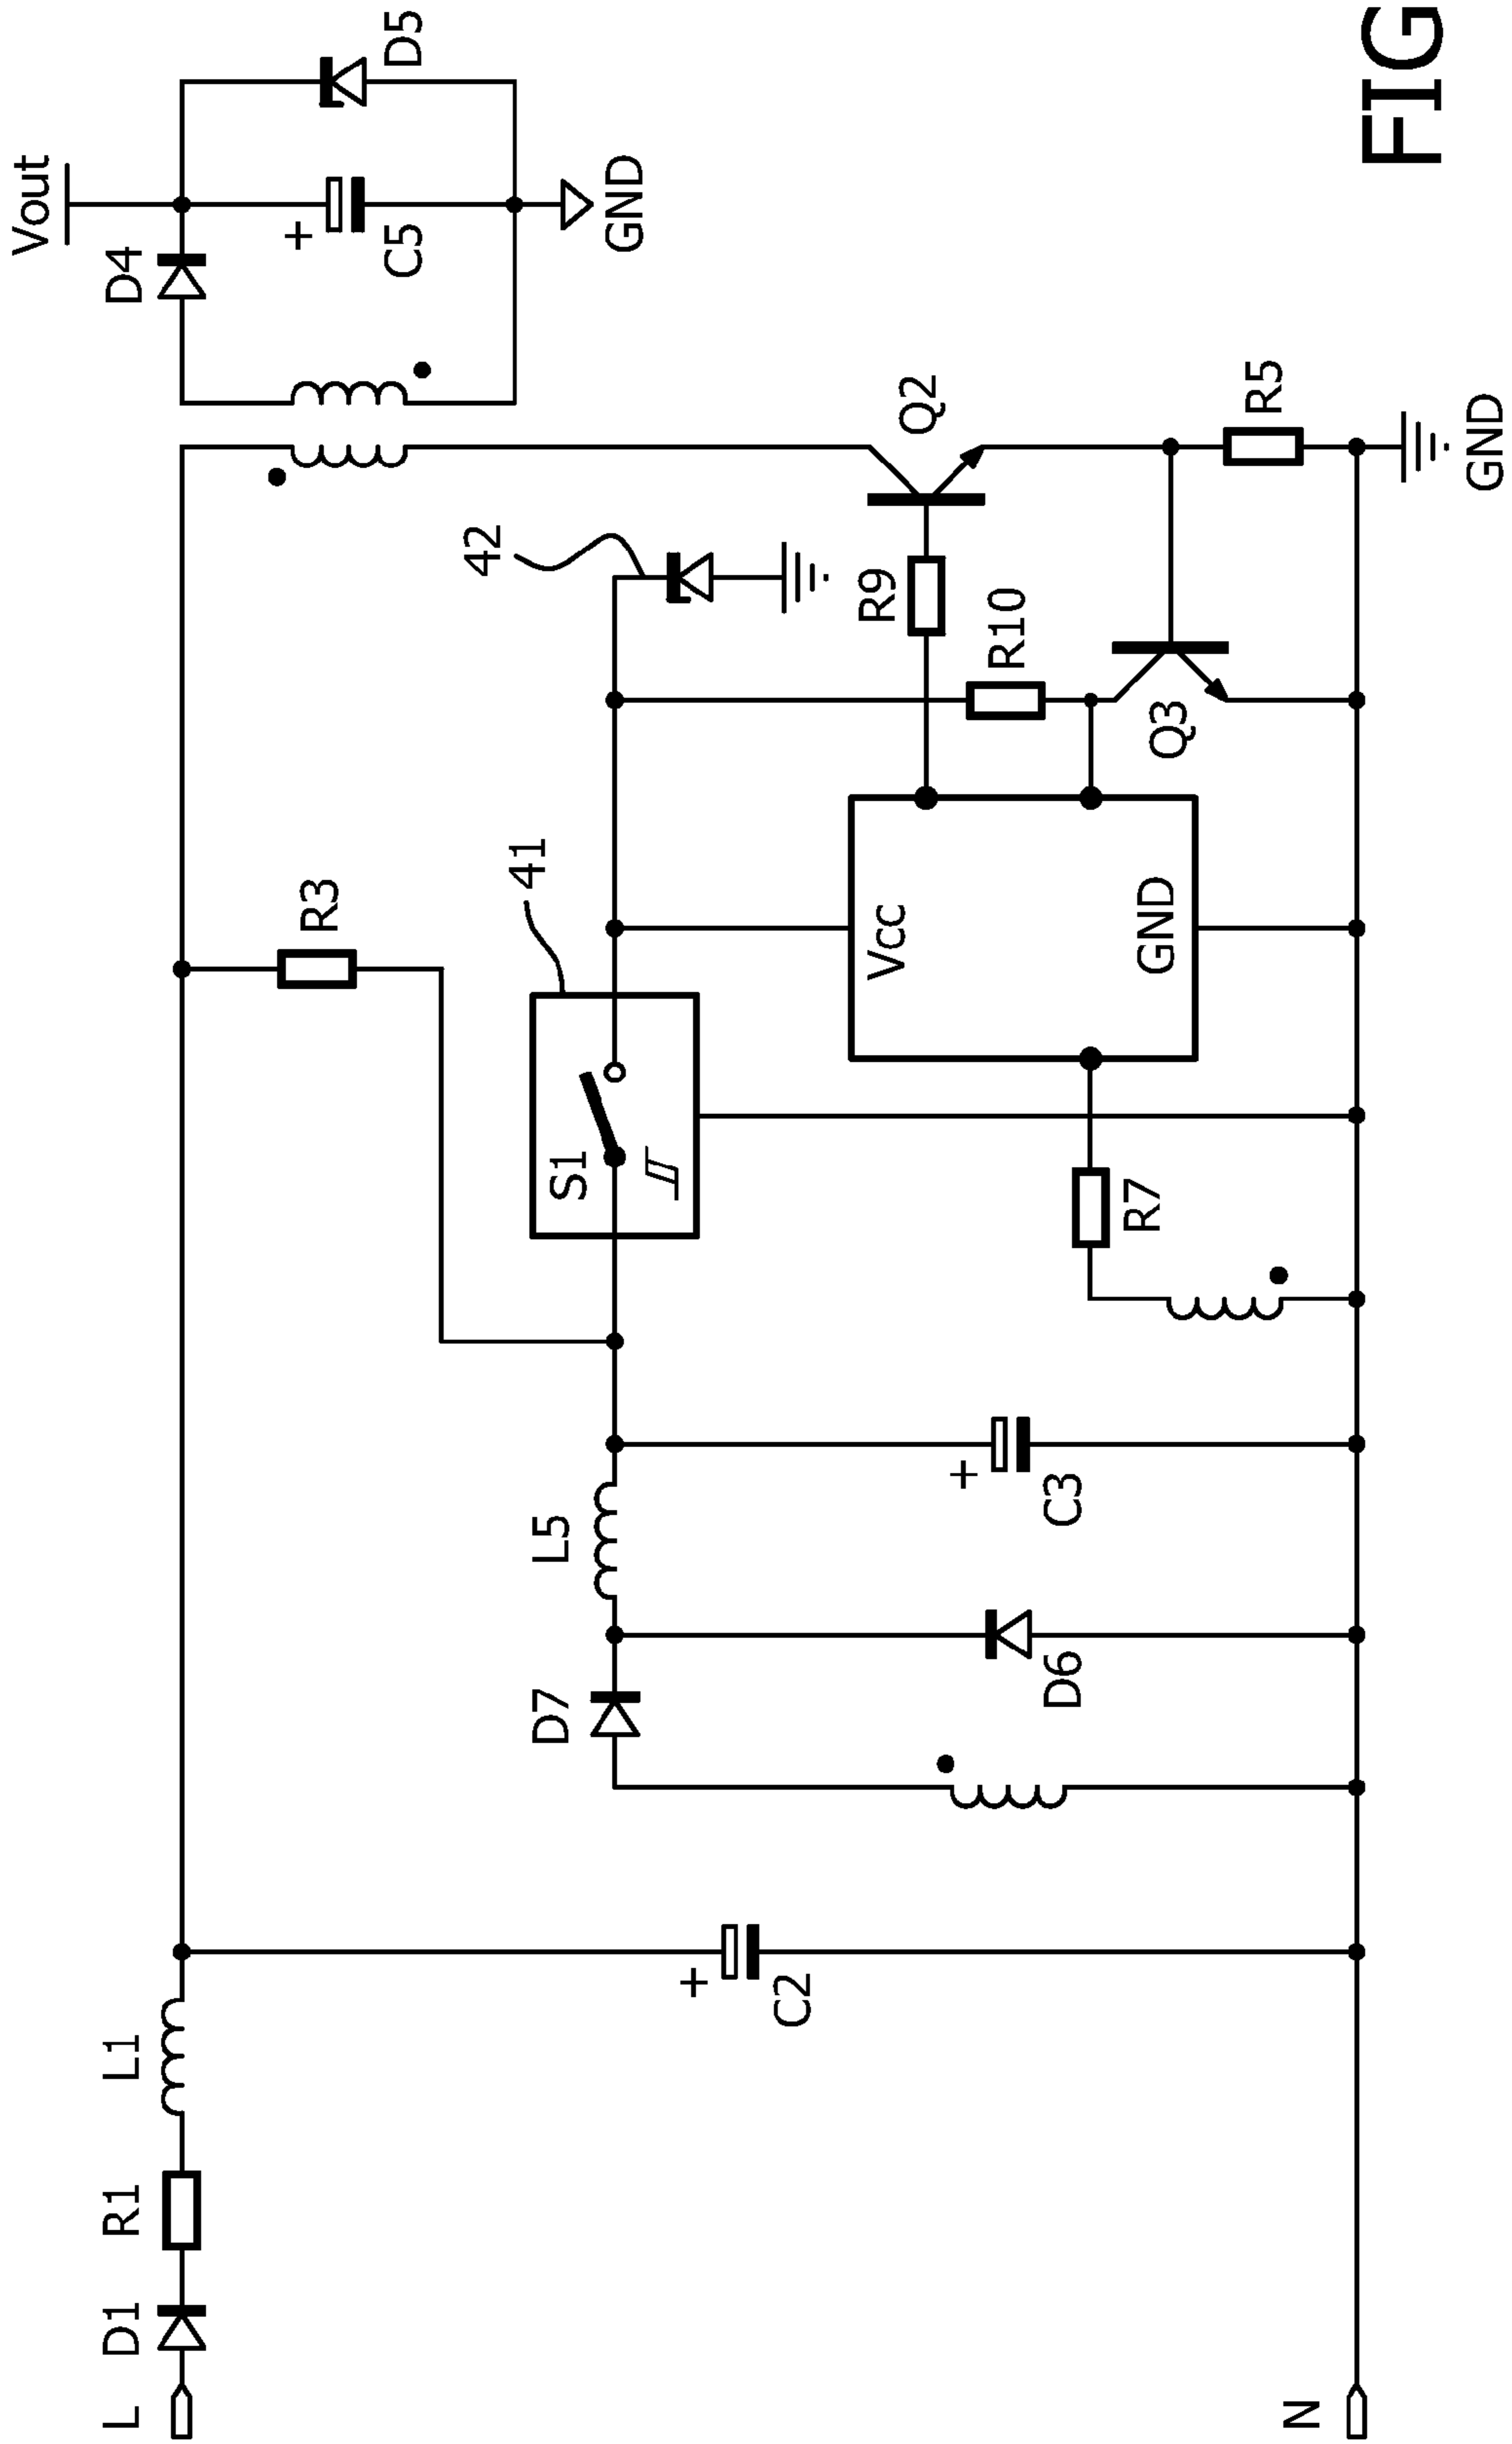 Vout
D4
D5
+
C5
GND
R3
41
42
Q2
R9
R10
R5
Q3
GND
S1
Vcc
GND
L
D1
R1
L1
+
C2
D7
L5
D6
+
C3
R7
N
FIG